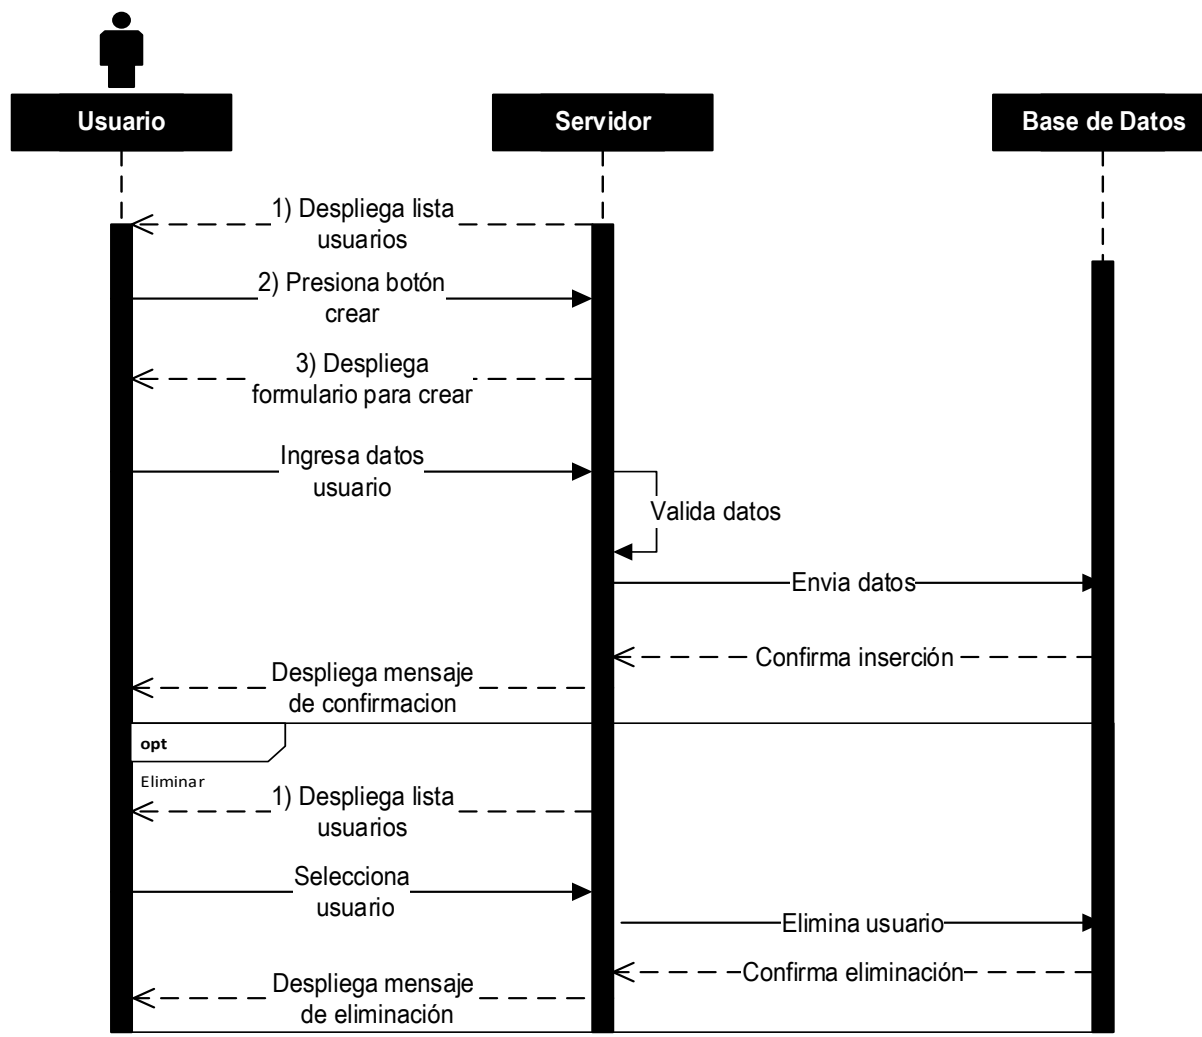 Usuario
Servidor
Base de Datos
1) Despliega lista
usuarios
2) Presiona botón
crear
3) Despliega
formulario para crear
Ingresa datos
usuario
Valida datos
Envia datos
Confirma inserción
Despliega mensaje
de confirmacion
opt
Eliminar
1) Despliega lista
usuarios
Selecciona
usuario
Elimina usuario
Confirma eliminación
Despliega mensaje
de eliminación